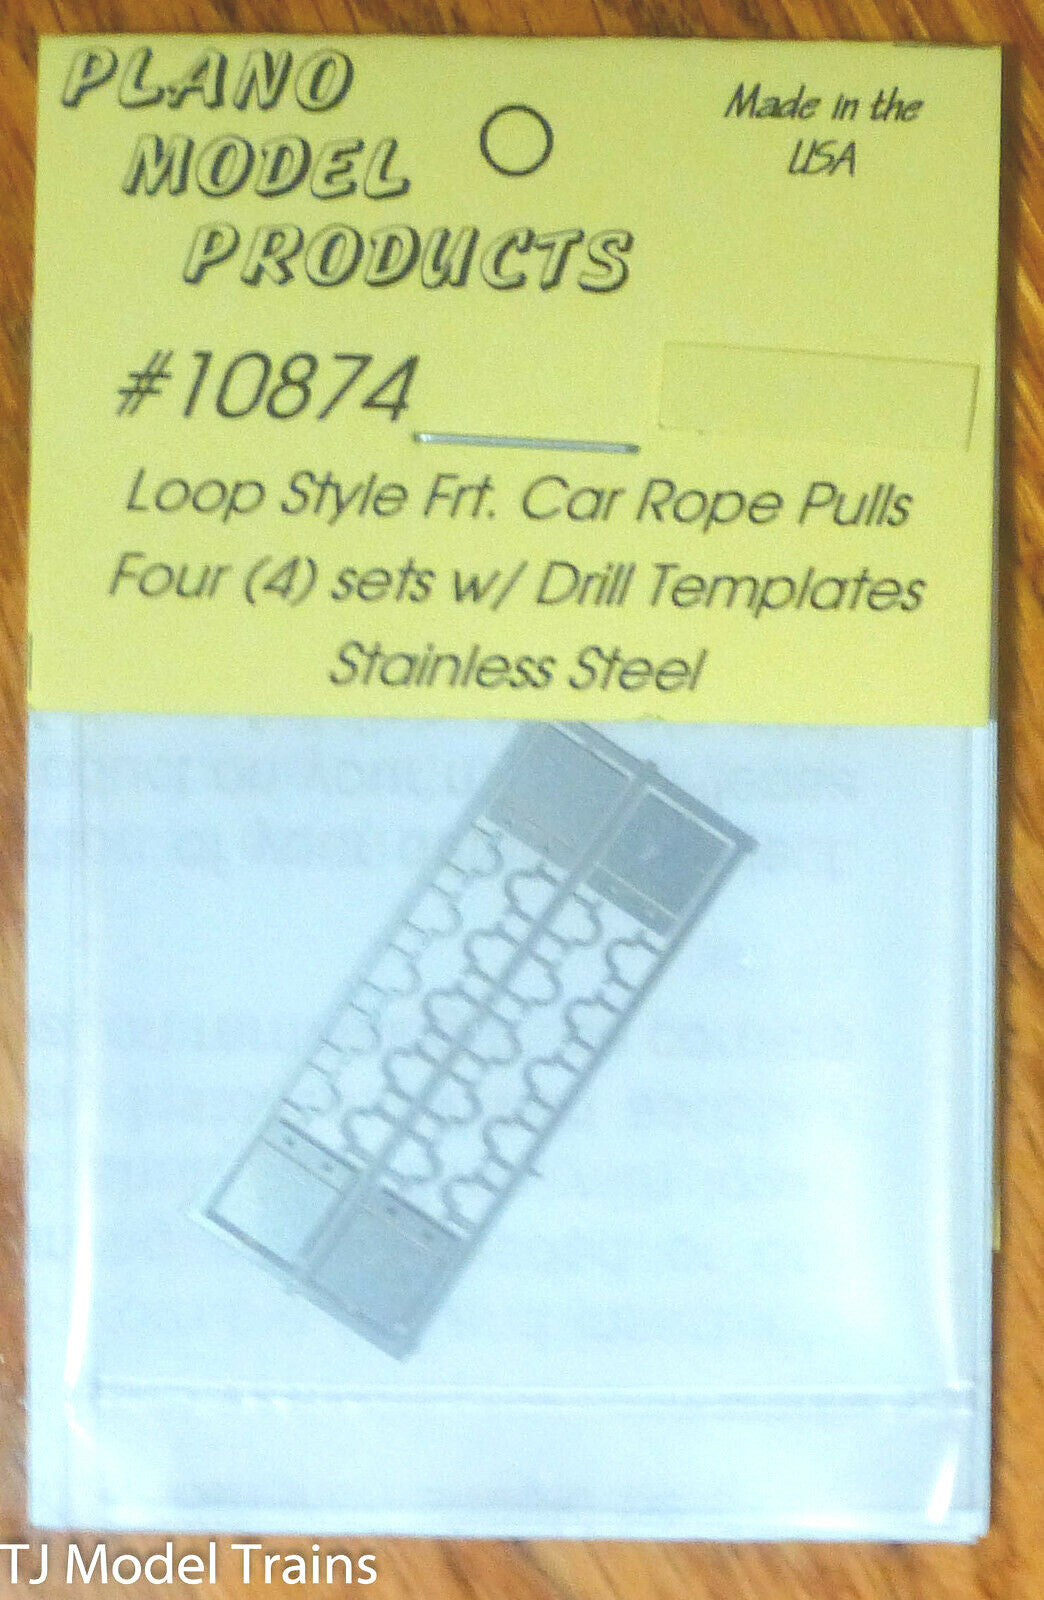 PLANO
MODEL
PRODUCTS
Made in the
USA
#10874
Loop Style Frt. Car Rope Pulls
Four (4) sets w/ Drill Templates
Stainless Steel
TJ Model Trains